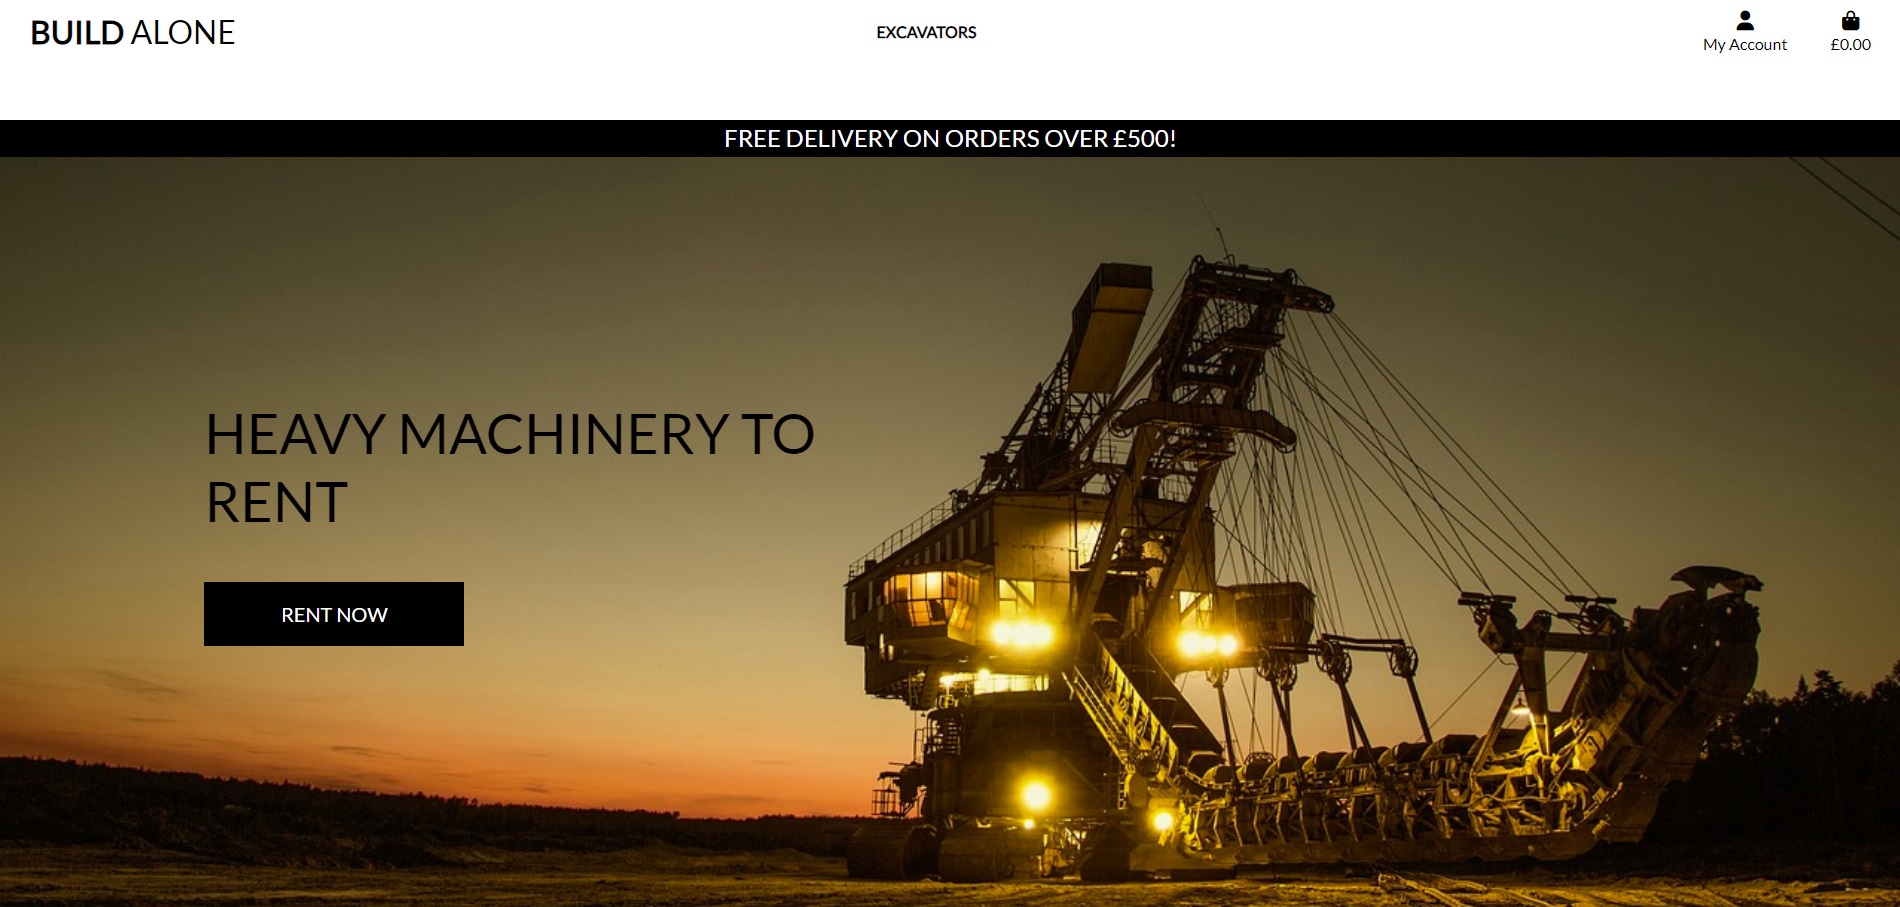 BUILD ALONE
EXCAVATORS
My Account
£0.00
FREE DELIVERY ON ORDERS OVER £500!
HEAVY MACHINERY TO
RENT
RENT NOW